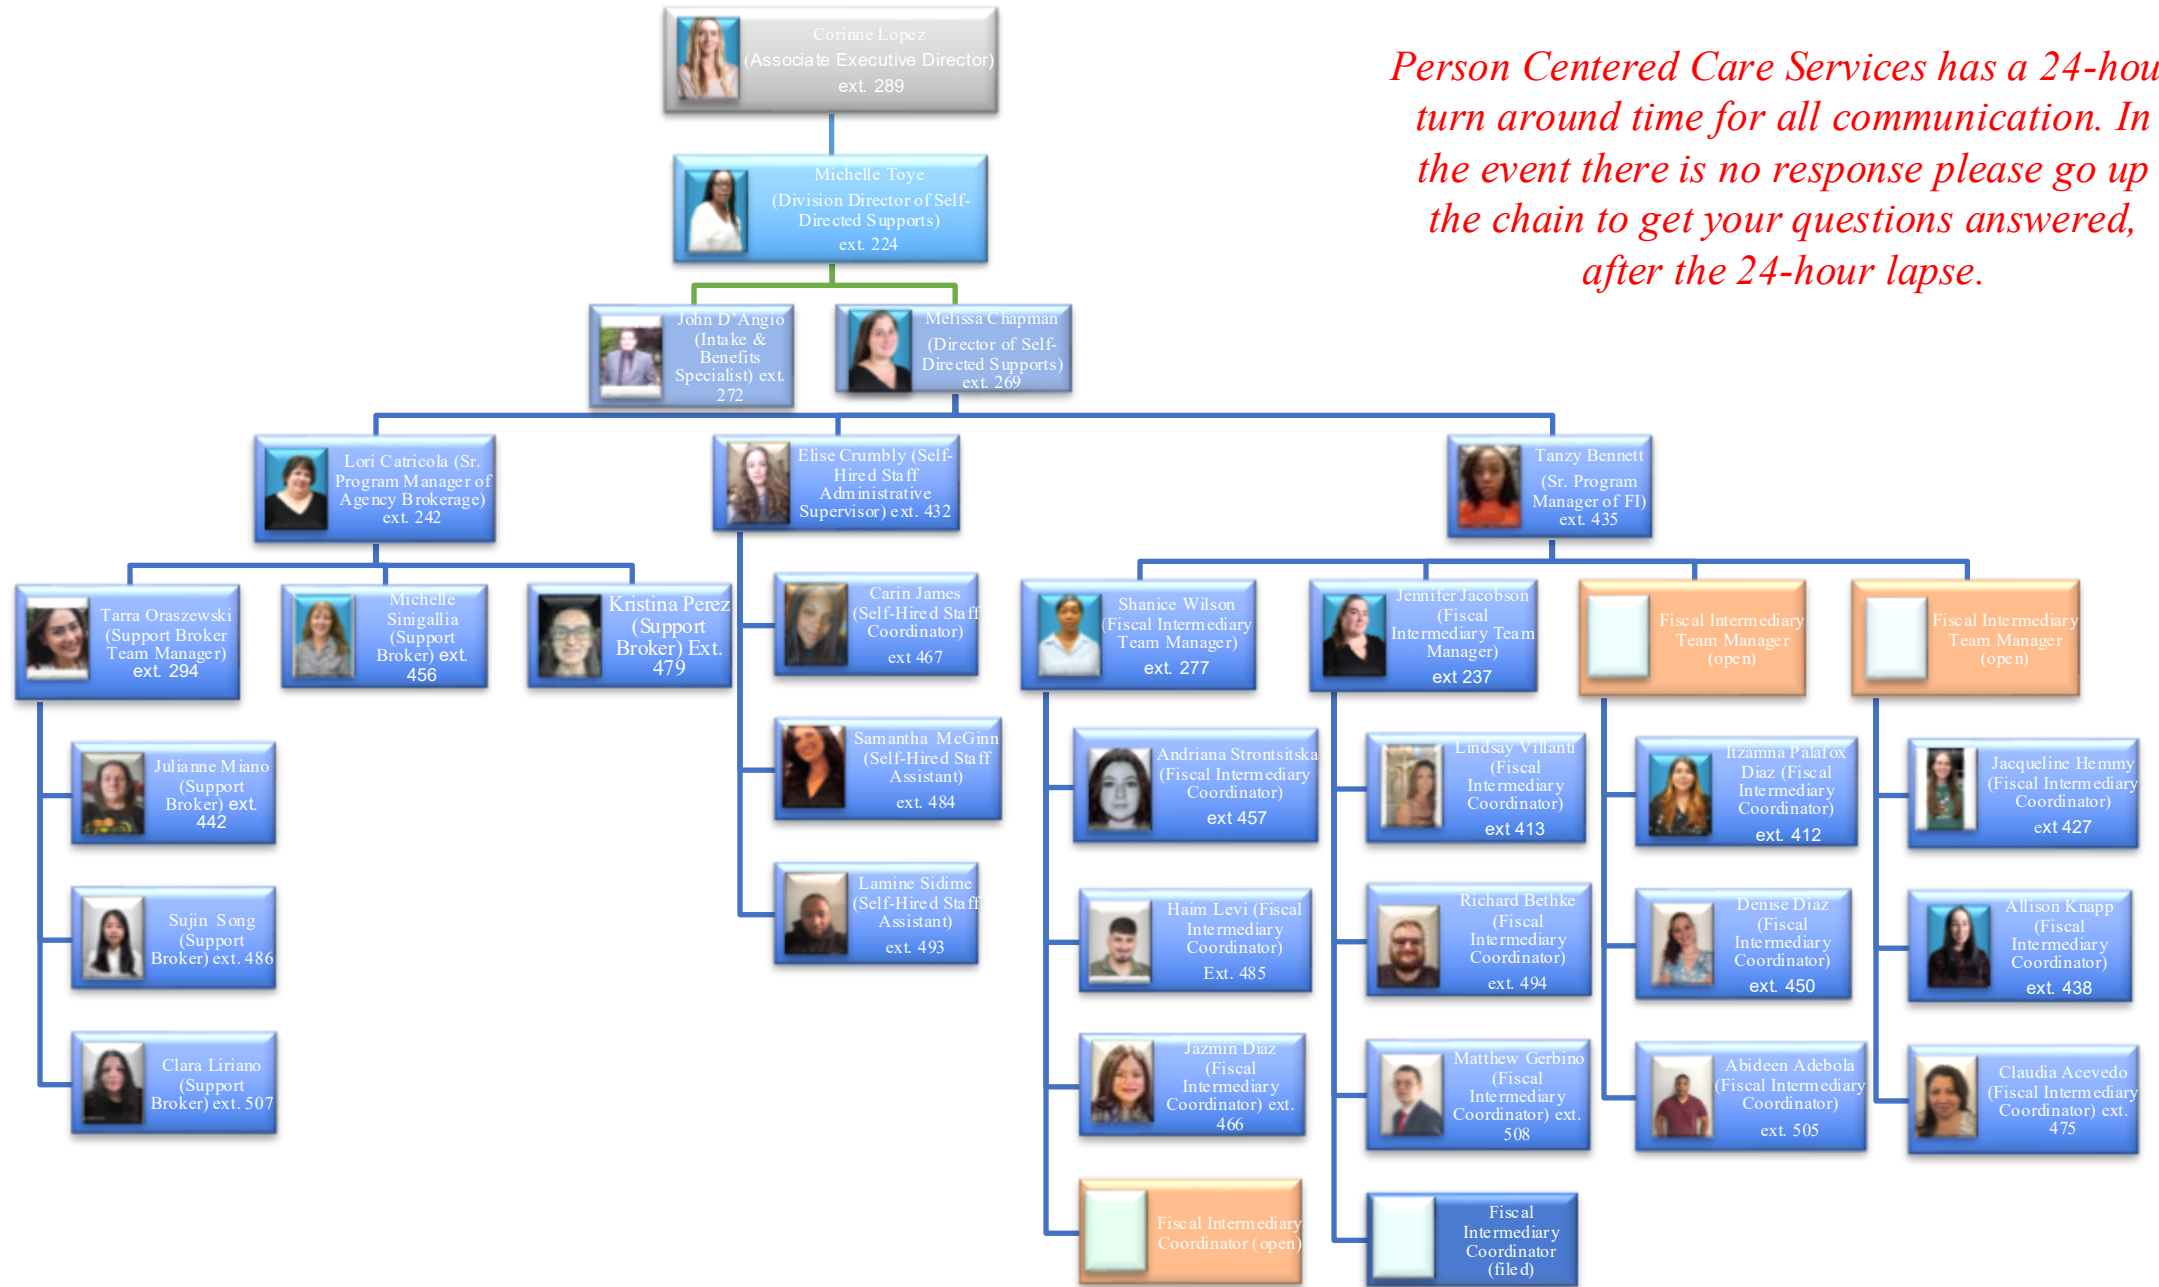 Corinne Lopez
(Associate Executive Director)
ext. 289
Person Centered Care Services has a 24-hou
turn around time for all communication. In
the event there is no response please go up
the chain to get your questions answered,
after the 24-hour lapse.
Michelle Toye
(Division Director of Self-
Directed Supports)
ext. 224
John D'Angio
(Intake &
Benefits
Specialist) ext.
272
Melissa Chapman
(Director of Self-
Directed Supports)
ext. 269
Lori Catricola (Sr.
Program Manager of
Agency Brokerage)
ext. 242
Elise Crumbly (Self-
Hired Staff
Administrative
Supervisor) ext. 432
Tanzy Bennett
(Sr. Program
Manager of FI)
ext. 435
Tarra Oraszewski
(Support Broker
Team Manager)
ext. 294
Michelle
Sinigallia
(Support
Broker) ext.
456
Kristina Perez
(Support
Broker) Ext.
479
Carin James
(Self-Hired Staff
Coordinator)
ext 467
Shanice Wilson
(Fiscal Intermediary
Team Manager)
ext. 277
Jennifer Jacobson
(Fiscal
Intermediary Team
Manager)
ext 237
Fiscal Intermediary
Team Manager
(open)
Fiscal Intermediary
Team Manager
(open)
Julianne Miano
(Support
Broker) ext.
442
Samantha McGinn
(Self-Hired Staff
Assistant)
ext. 484
Andriana Strontsitska
(Fiscal Intermediary
Coordinator)
ext 457
Lindsay Villanti
(Fiscal
Intermediary
Coordinator)
ext 413
Itzamna Palafox
Diaz (Fiscal
Intermediary
Coordinator)
ext. 412
Jacqueline Hemmy
(Fiscal Intermediary
Coordinator)
ext 427
Sujin Song
(Support
Broker) ext. 486
Lamine Sidime
(Self-Hired Staff
Assistant)
ext. 493
Haim Levi (Fiscal
Intermediary
Coordinator)
Ext. 485
Richard Bethke
(Fiscal
Intermediary
Coordinator)
ext. 494
Denise Diaz
(Fiscal
Intermediary
Coordinator)
ext. 450
Allison Knapp
(Fiscal
Intermediary
Coordinator)
ext. 438
Clara Liriano
(Support
Broker) ext. 507
Jazmin Diaz
(Fiscal
Intermediary
Coordinator) ext.
466
Matthew Gerbino
(Fiscal
Intermediary
Coordinator) ext.
508
Abideen Adebola
(Fiscal Intermediary
Coordinator)
ext. 505
Claudia Acevedo
(Fiscal Intermediary
Coordinator) ext.
475
Fiscal Intermediary
Coordinator (open)
Fiscal
Intermediary
Coordinator
(filed)